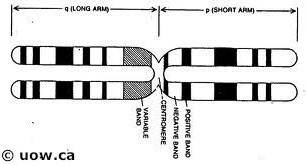 q (LONG ARM)
p (SHORT ARM)
VARIABLE
BAND
CENTROMERE
NEGATIVE BAND
POSITIVE BAND
© uow.ca